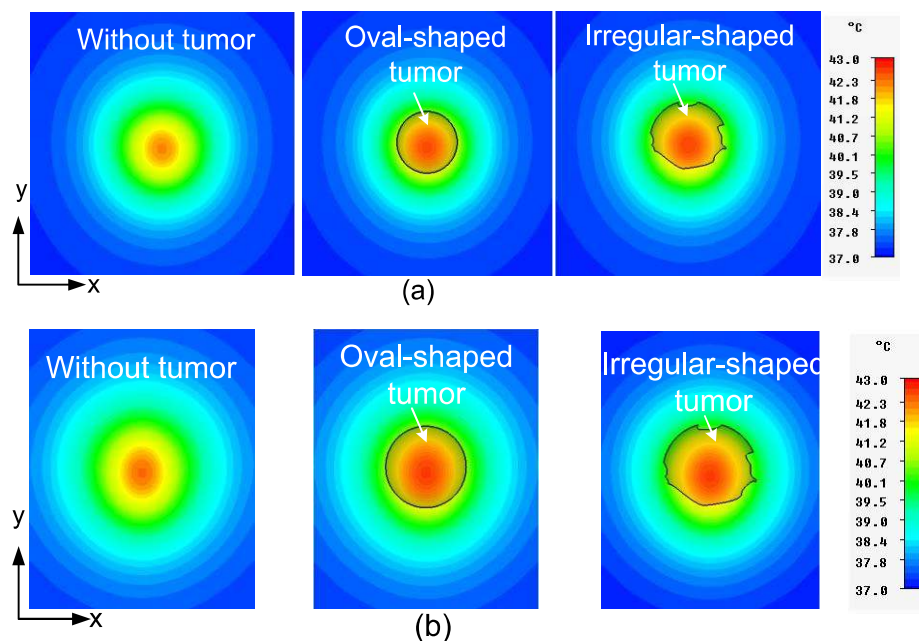 Without tumor
Oval-shaped
tumor
Irregular-shaped
tumor
°C
43.0
42.3
41.8
41.2
40.7
40.1
39.5
39.0
38.4
37.8
37.0
y
x
(a)
Without tumor
Oval-shaped
tumor
Irregular-shaped
tumor
°C
43.0
42.3
41.8
41.2
40.7
40.1
39.5
39.0
38.4
37.8
37.0
y
x
(b)